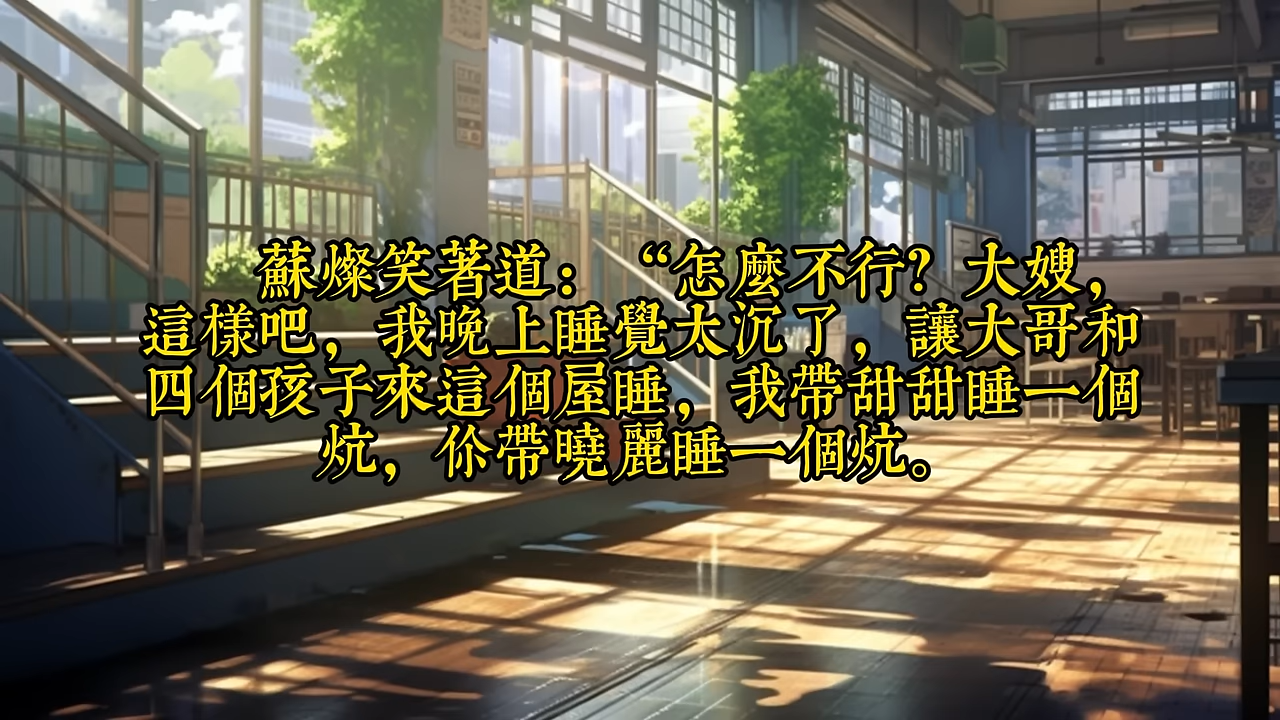 蘇燦笑著道：“怎麼不行？大嫂，
這樣吧，我晚上睡覺太沉了，讓大哥和
四個孩子來這個屋睡，我帶甜甜睡一個
炕，伱帶曉麗睡一個炕。